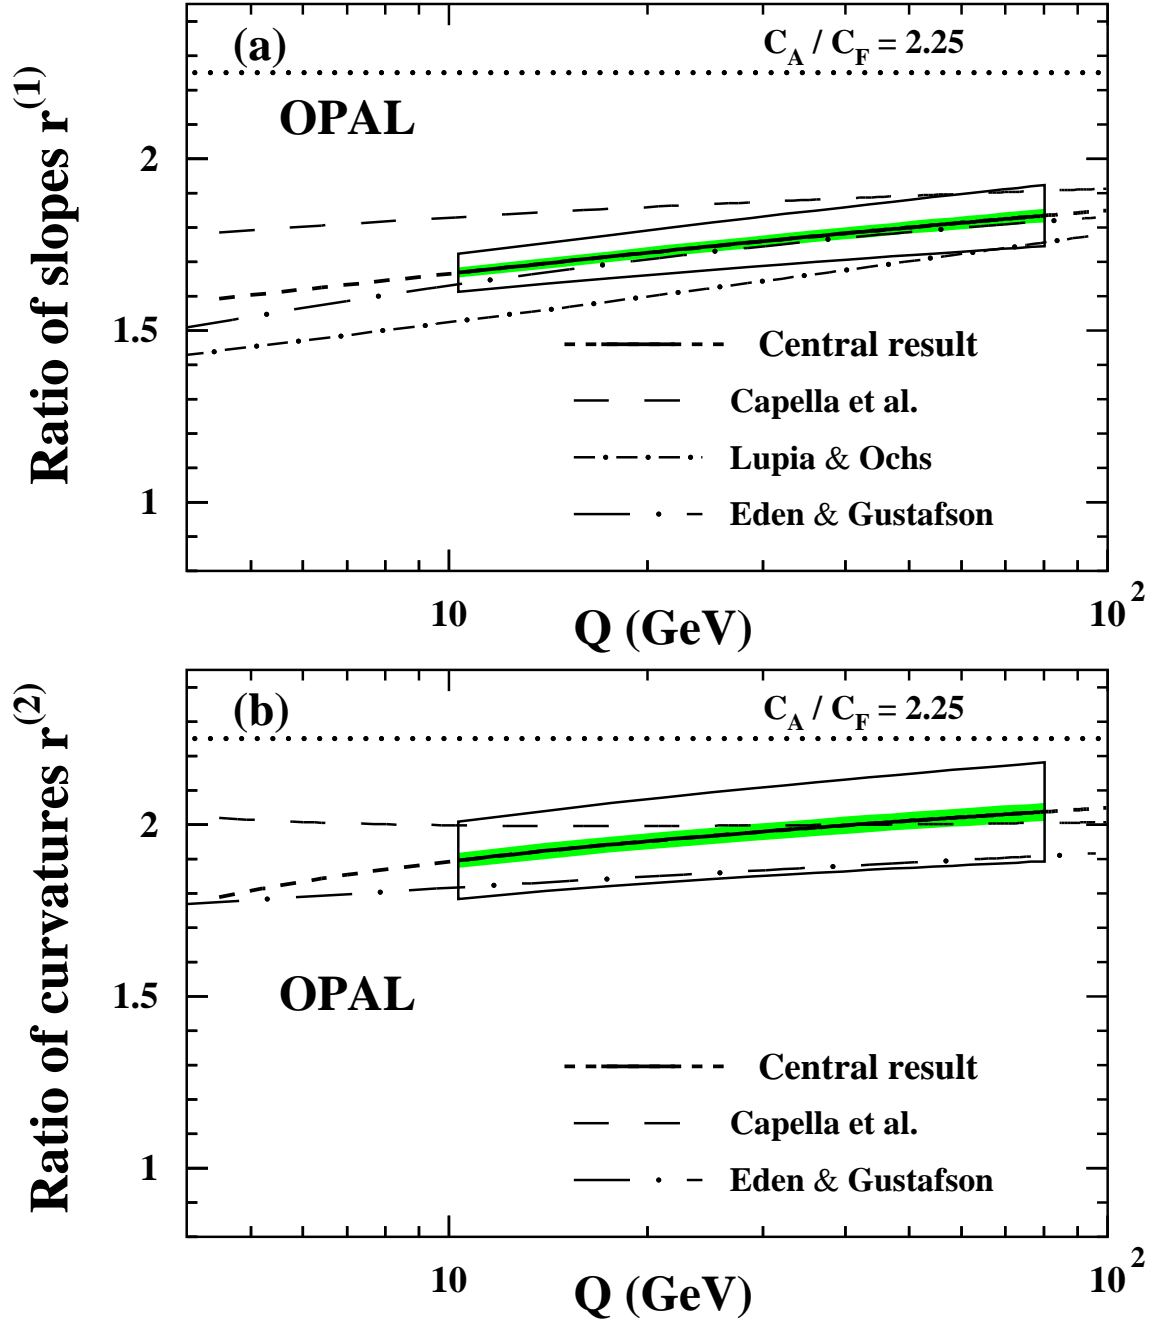 (a)
C_A / C_F = 2.25
OPAL
Ratio of slopes r^(1)
2
1.5
1
Central result
Capella et al.
Lupia & Ochs
Eden & Gustafson
10
10^2
Q (GeV)
(b)
C_A / C_F = 2.25
Ratio of curvatures r^(2)
2
1.5
1
OPAL
Central result
Capella et al.
Eden & Gustafson
10
10^2
Q (GeV)